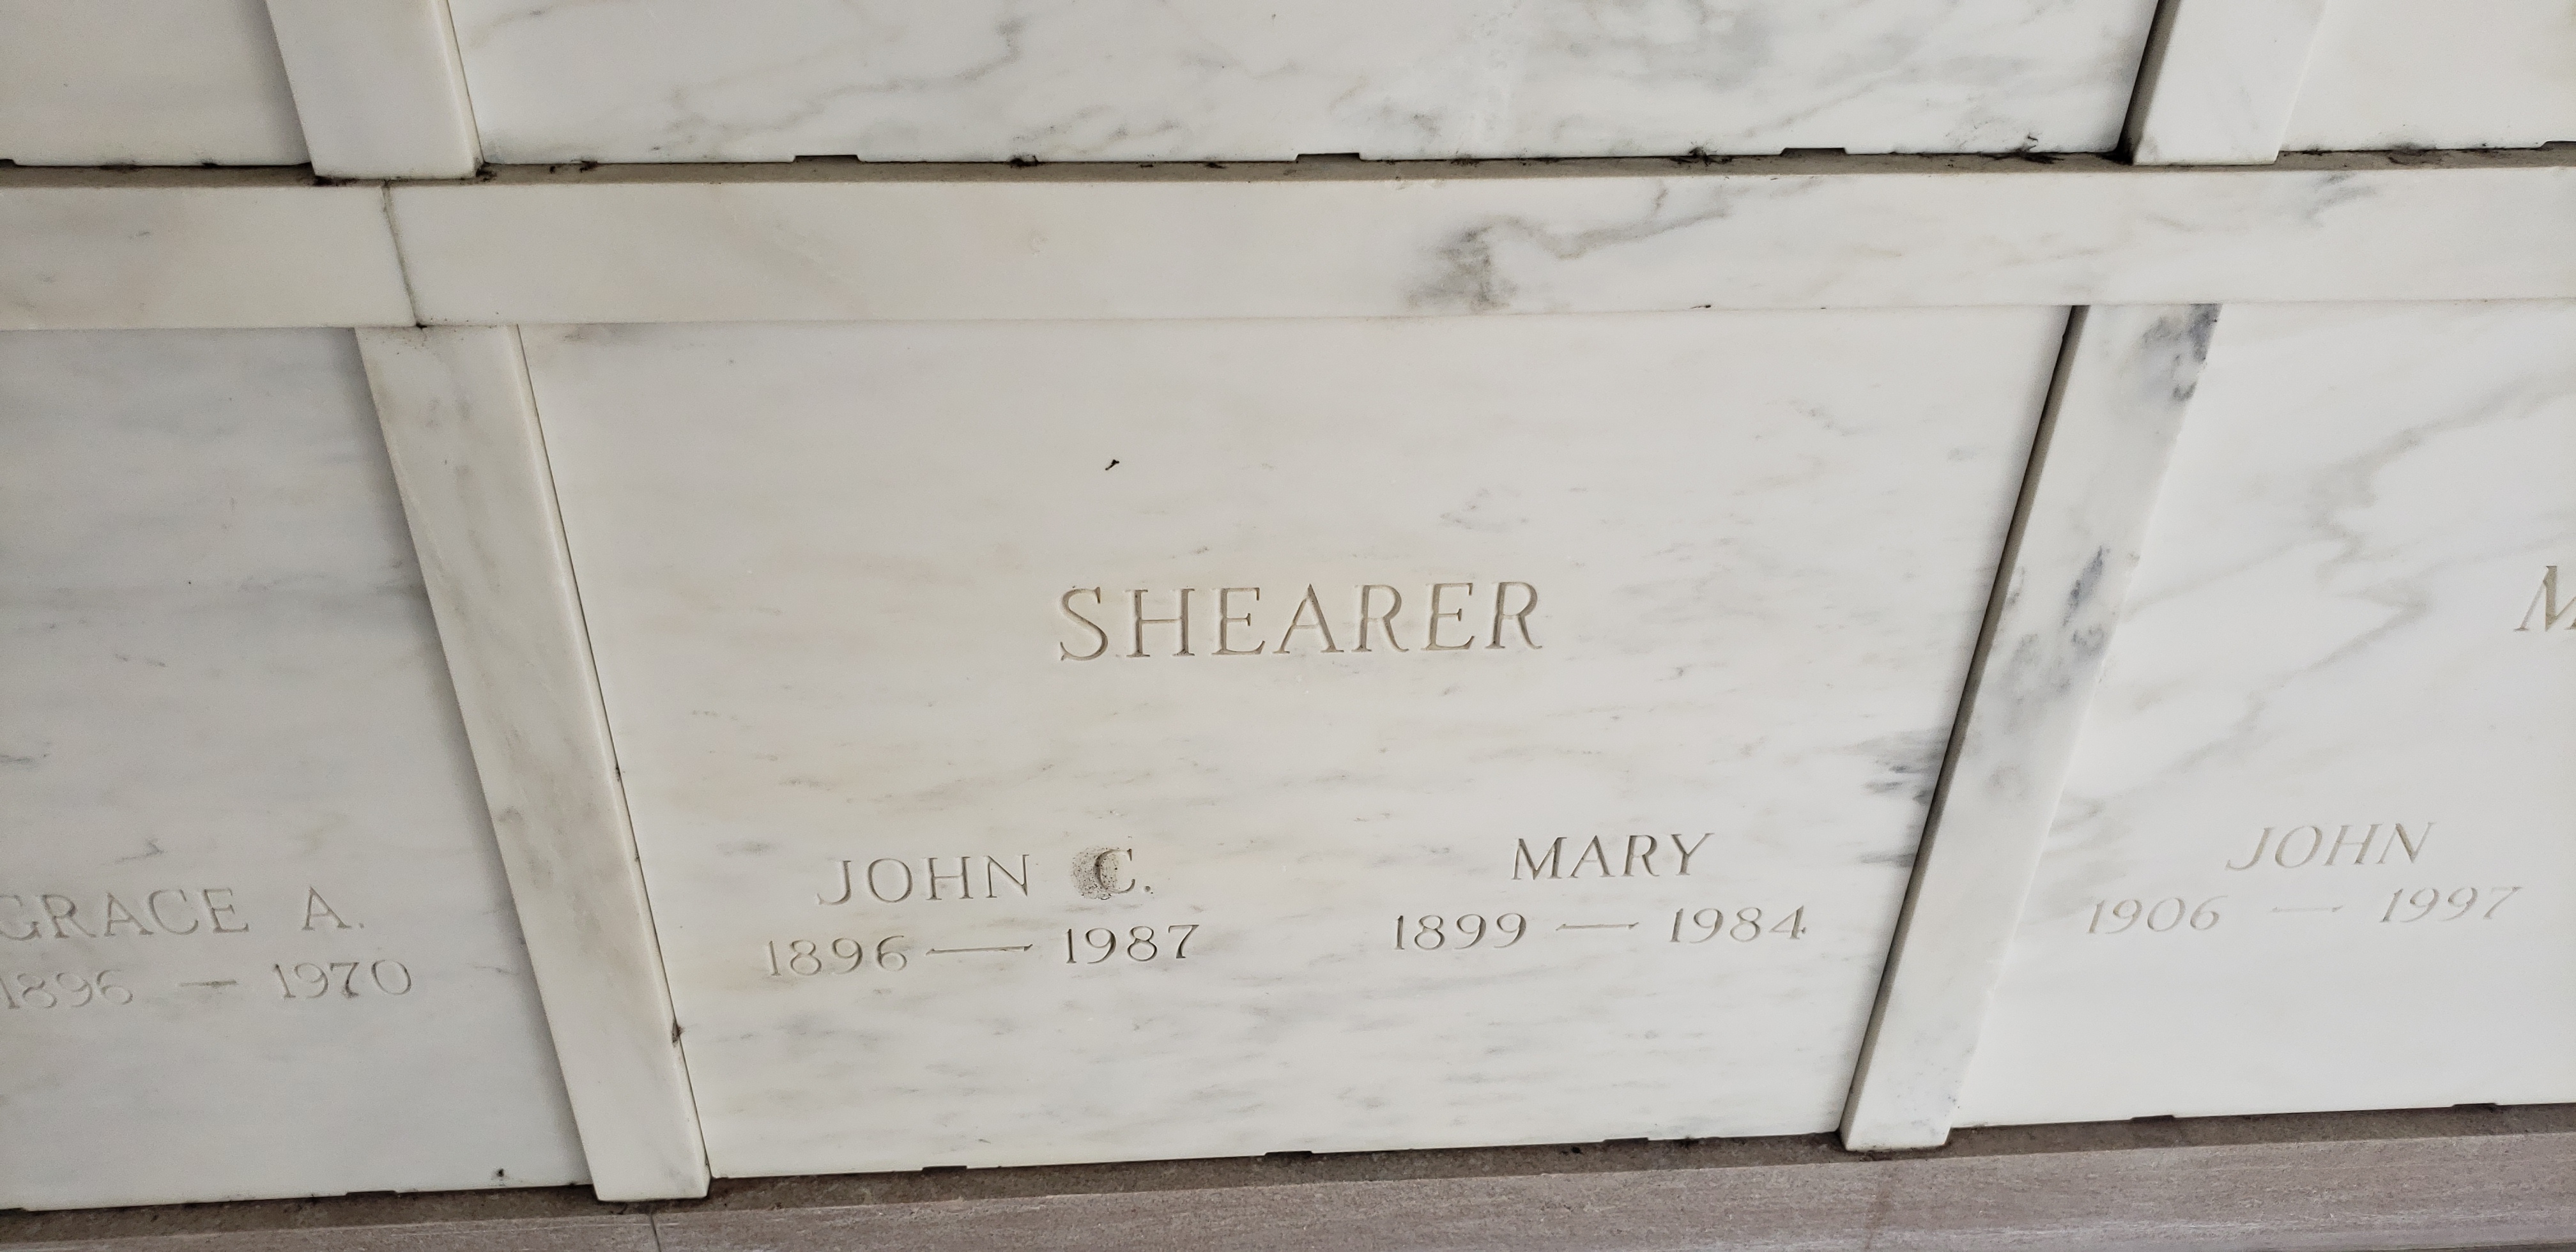 SHEARER
JOHN C.
1896 — 1987
MARY
1899 — 1984
GRACE A.
1896 — 1970
JOHN
1906 — 1997
M